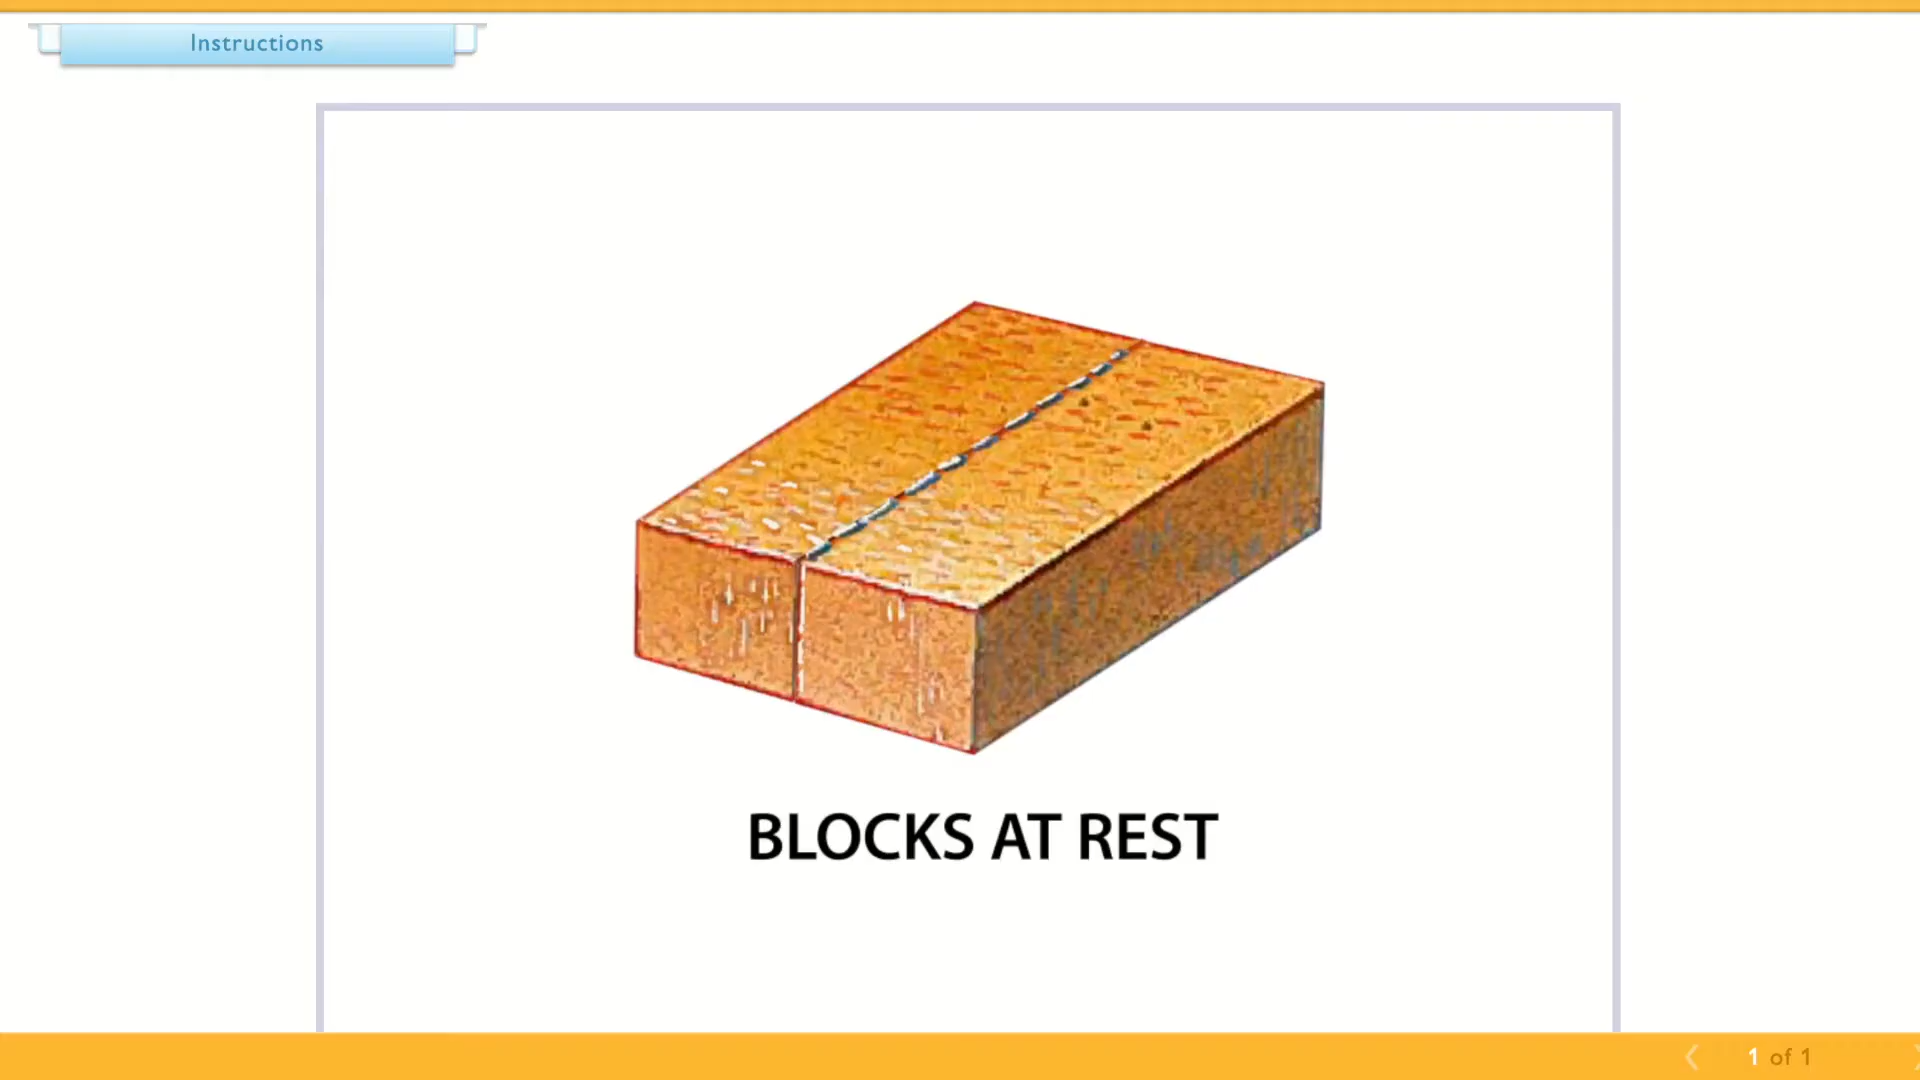 Instructions
BLOCKS AT REST
1 of 1